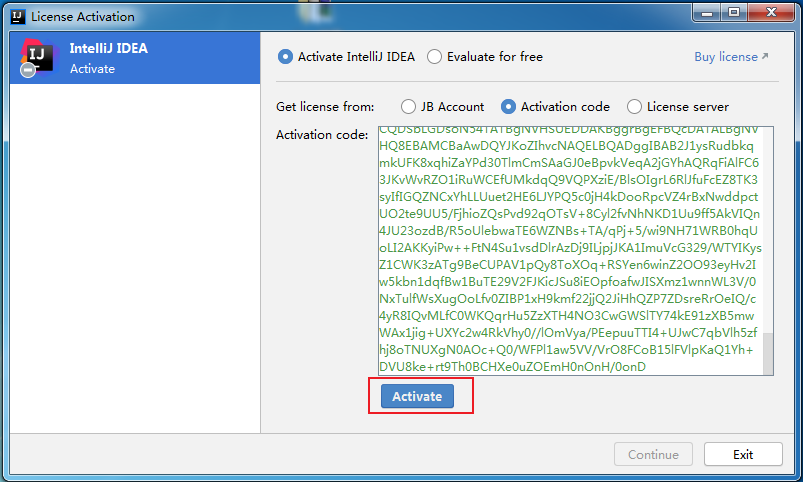 License Activation
IntelliJ IDEA
Activate
Activate IntelliJ IDEA
Evaluate for free
Buy license
Get license from:
JB Account
Activation code
License server
Activation code:
HQ8EBAMCBaAwDQYJKoZIhvcNAQELBQADggIBAB2J1ysRudbkq
mkUFK8xqhiZaYPd30TlmCmSAaGJ0eBpvkVeqA2jGYhAQRqFiAlFC6
3JKvWvRZO1iRuWCEfUMkdqQ9VQPXziE/BlsOIgrL6RlJfuFcEZ8TK3
syIfIGQZNCxYhLLUuet2HE6LJYPQ5c0jH4kDooRpcVZ4rBxNwddpct
UO2te9UU5/FjhioZQsPvd92qOTsV+8Cyl2fvNhNKD1Uu9ff5AkVIQn
4JU23ozdB/R5oUlebwaTE6WZNBs+TA/qPj+5/wi9NH71WRB0hqU
oLI2AKKyiPw++FtN4Su1vsdDlrAzDj9ILjpjJKA1ImuVcG329/WTYIKys
Z1CWK3zATg9BeCUPAV1pQy8ToXOq+RSYen6winZ2OO93eyHv2I
w5kbn1dqfBw1BuTE29V2FJKicJSu8iEOpfoafwJISXmz1wnnWL3V/0
NxTulfWsXugOoLfv0ZIBP1xH9kmf22jjQ2JiHhQZP7ZDsreRrOeIQ/c
4yR8IQvMLfC0WKQqrHu5ZzXTH4NO3CwGWSlTY74kE91zXB5mw
WAx1jig+UXYc2w4RkVhy0//lOmVya/PEepuuTTI4+UJwC7qbVlh5zf
hj8oTNUXgN0AOc+Q0/WFPl1aw5VV/VrO8FCoB15lFVlpKaQ1Yh+
DVU8ke+rt9Th0BCHXe0uZOEmH0nOnH/0onD
Activate
Continue
Exit